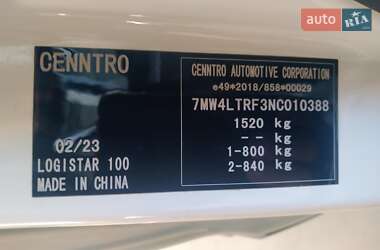 auto RIA
CENNTRO
CENNTRO AUTOMOTIVE CORPORATION
e49*2018/858*00029
7MW4LTRF3NC010388
1520 kg
-- kg
1-800 kg
2-840 kg
02/23
LOGISTAR 100
MADE IN CHINA